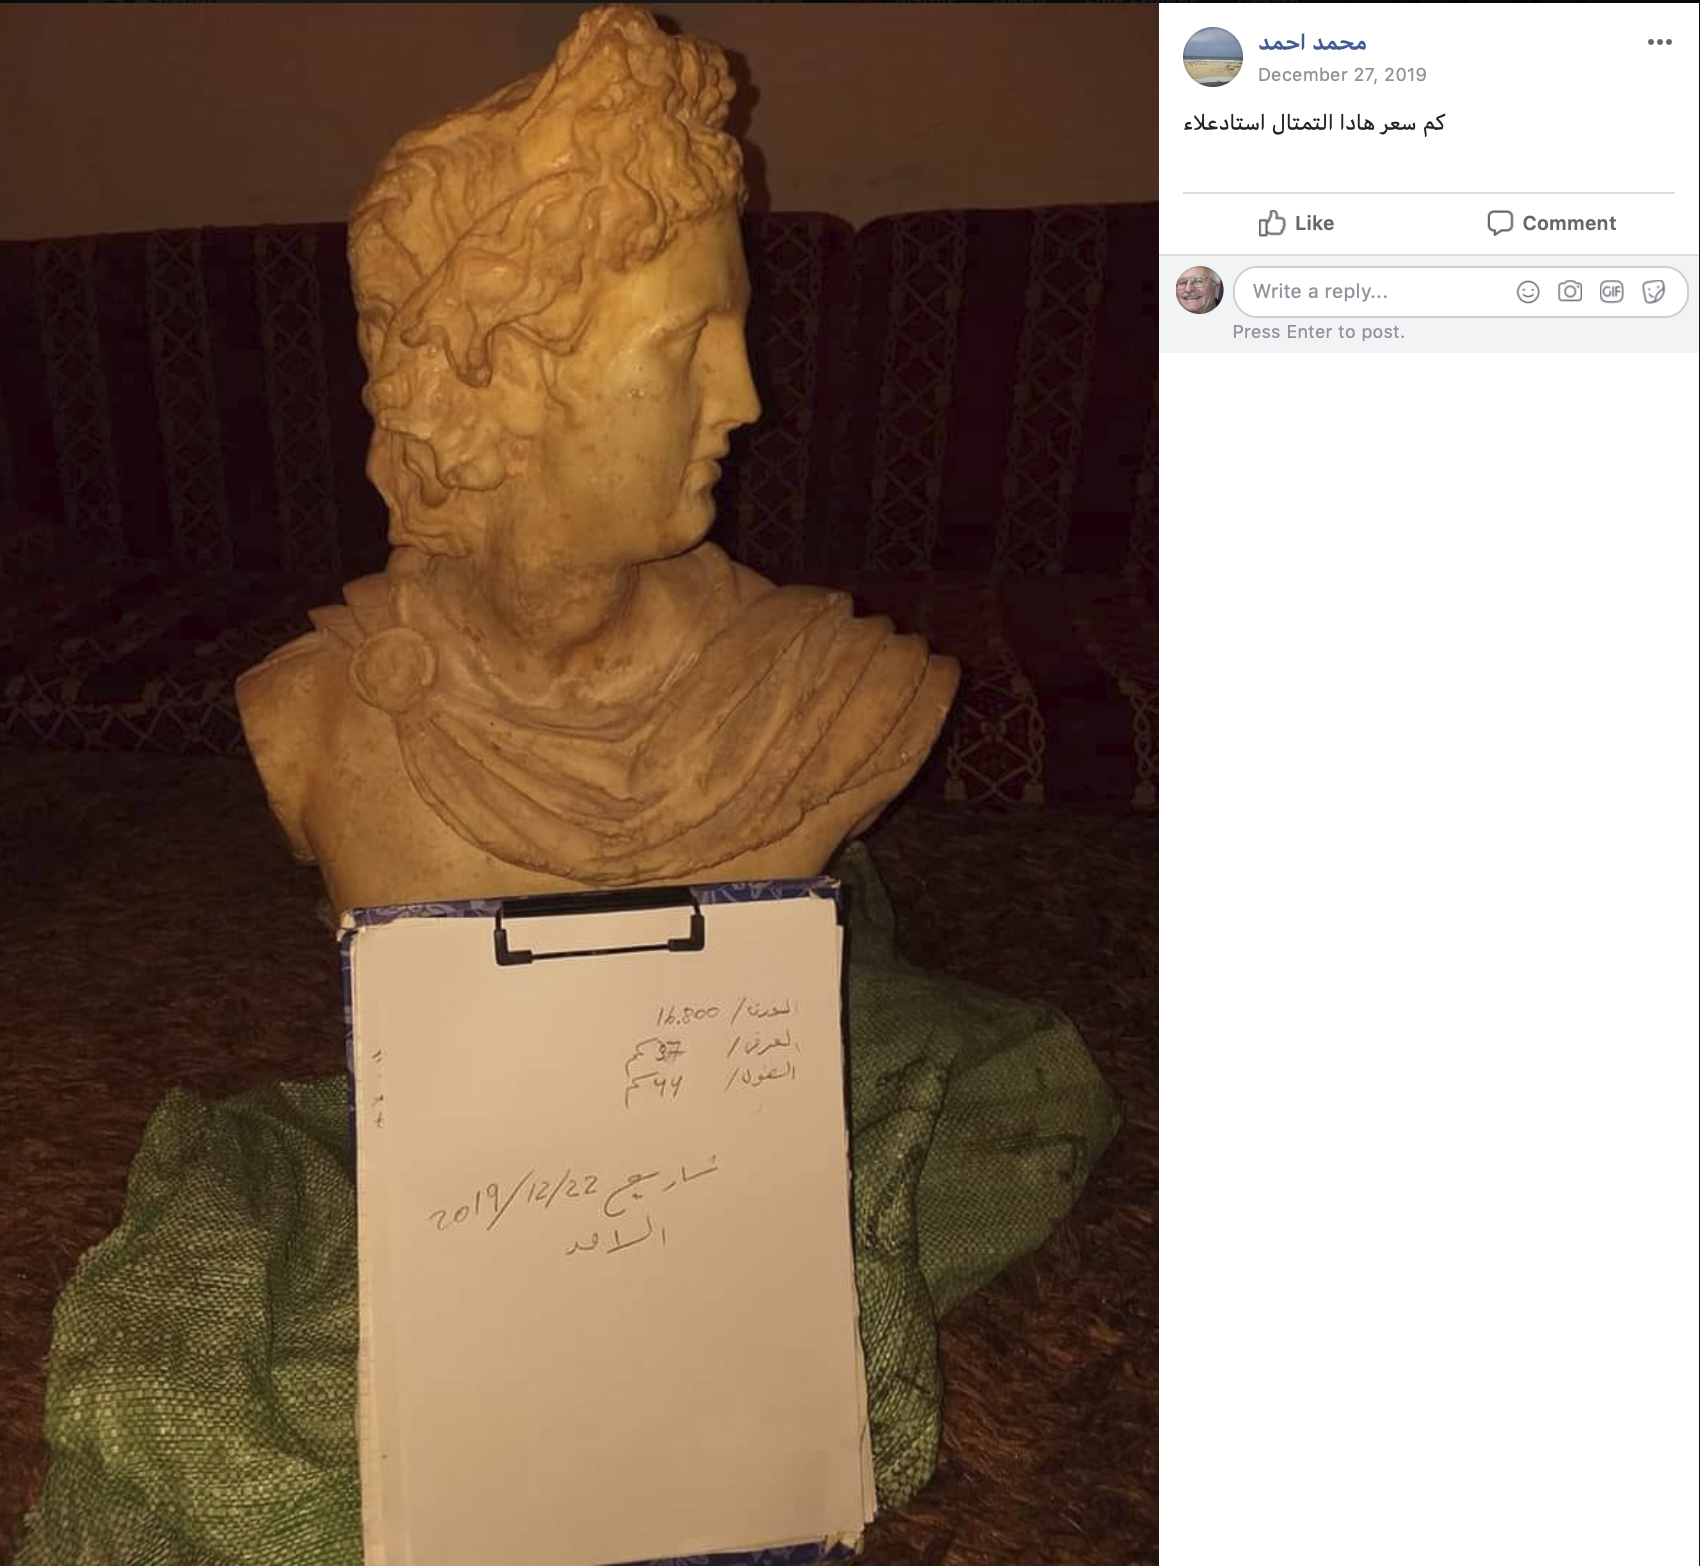 الوزن / 16.800
العرض / 37 سم
الطول / 44 سم
تاريخ 2019/12/22
الاحد
محمد احمد
December 27, 2019
كم سعر هادا التمتال استادعلاء
Like
Comment
Write a reply...
GIF
Press Enter to post.